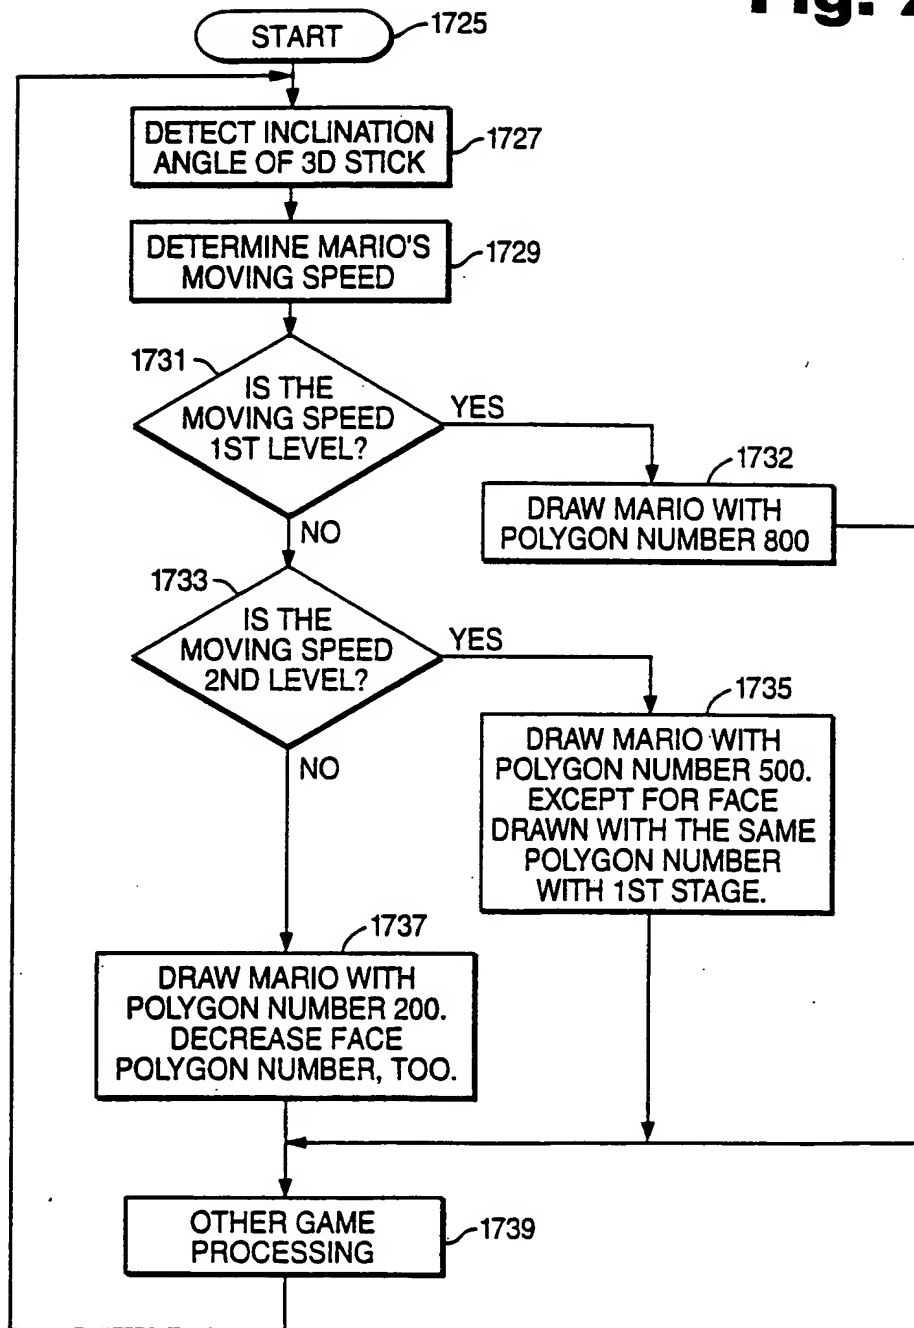 Fig. 2
START
1725
DETECT INCLINATION
ANGLE OF 3D STICK
1727
DETERMINE MARIO'S
MOVING SPEED
1729
1731
IS THE
MOVING SPEED
1ST LEVEL?
YES
1732
DRAW MARIO WITH
POLYGON NUMBER 800
NO
1733
IS THE
MOVING SPEED
2ND LEVEL?
YES
1735
DRAW MARIO WITH
POLYGON NUMBER 500.
EXCEPT FOR FACE
DRAWN WITH THE SAME
POLYGON NUMBER
WITH 1ST STAGE.
NO
1737
DRAW MARIO WITH
POLYGON NUMBER 200.
DECREASE FACE
POLYGON NUMBER, TOO.
OTHER GAME
PROCESSING
1739